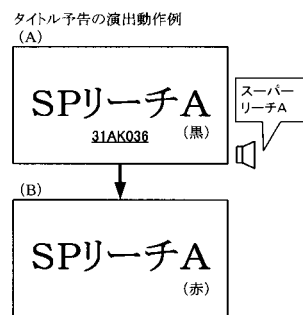 タイトル予告の演出動作例
(A)
SPリーチA
31AK036
(黒)
スーパー
リーチA
(B)
SPリーチA
(赤)